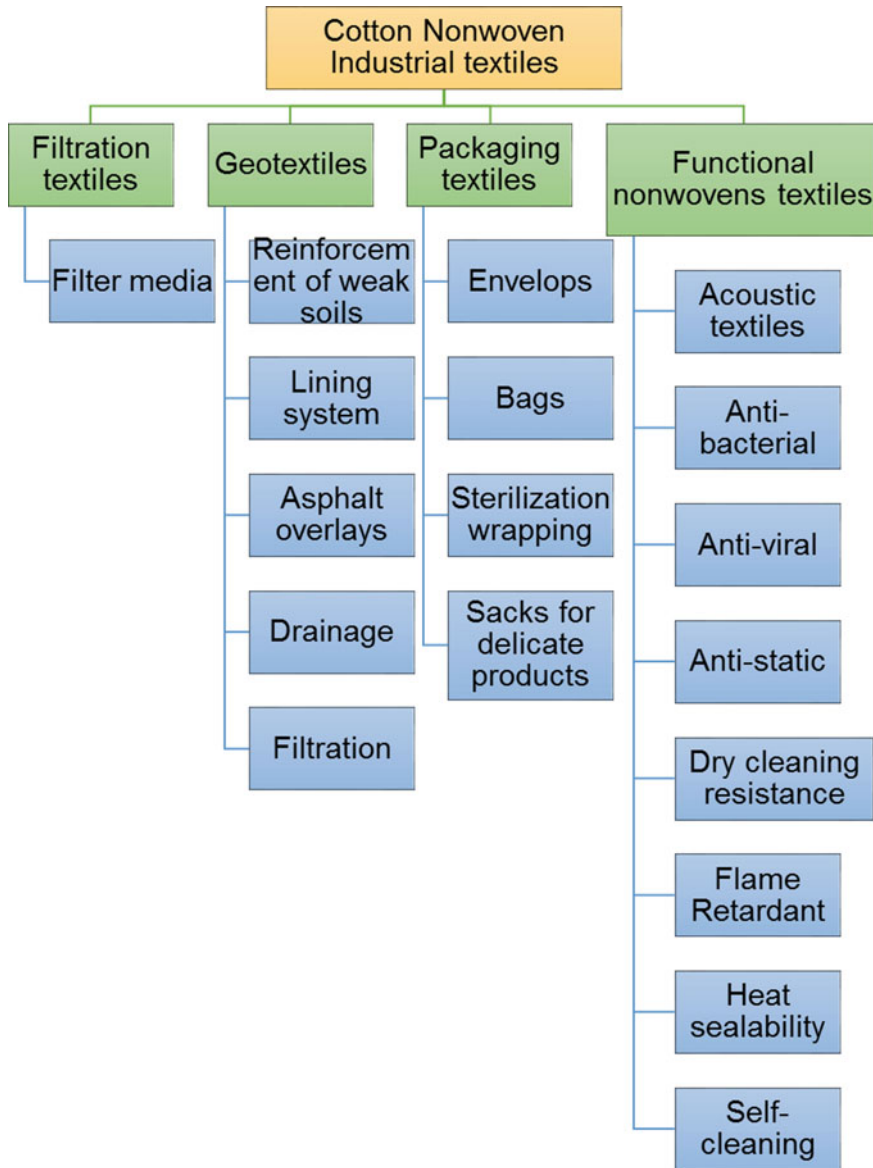 Cotton Nonwoven
Industrial textiles
Filtration
textiles
Filter media
Geotextiles
Reinforcem
ent of weak
soils
Lining
system
Asphalt
overlays
Drainage
Filtration
Packaging
textiles
Envelops
Bags
Sterilization
wrapping
Sacks for
delicate
products
Functional
nonwovens textiles
Acoustic
textiles
Anti-
bacterial
Anti-viral
Anti-static
Dry cleaning
resistance
Flame
Retardant
Heat
sealability
Self-
cleaning